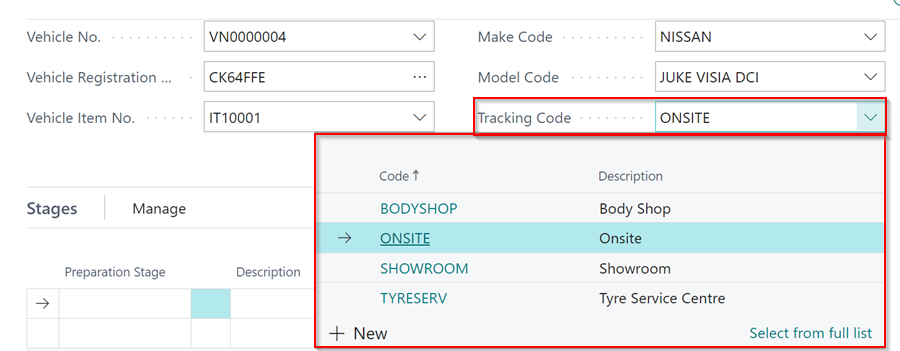 Vehicle No. VN0000004 Make Code NISSAN
Vehicle Registration ... CK64FFE ... Model Code JUKE VISIA DCI
Vehicle Item No. IT10001 Tracking Code ONSITE
Code ↑ Description
BODYSHOP Body Shop
→ ONSITE Onsite
SHOWROOM Showroom
TYRESERV Tyre Service Centre
+ New Select from full list
Stages Manage
Preparation Stage Description
→